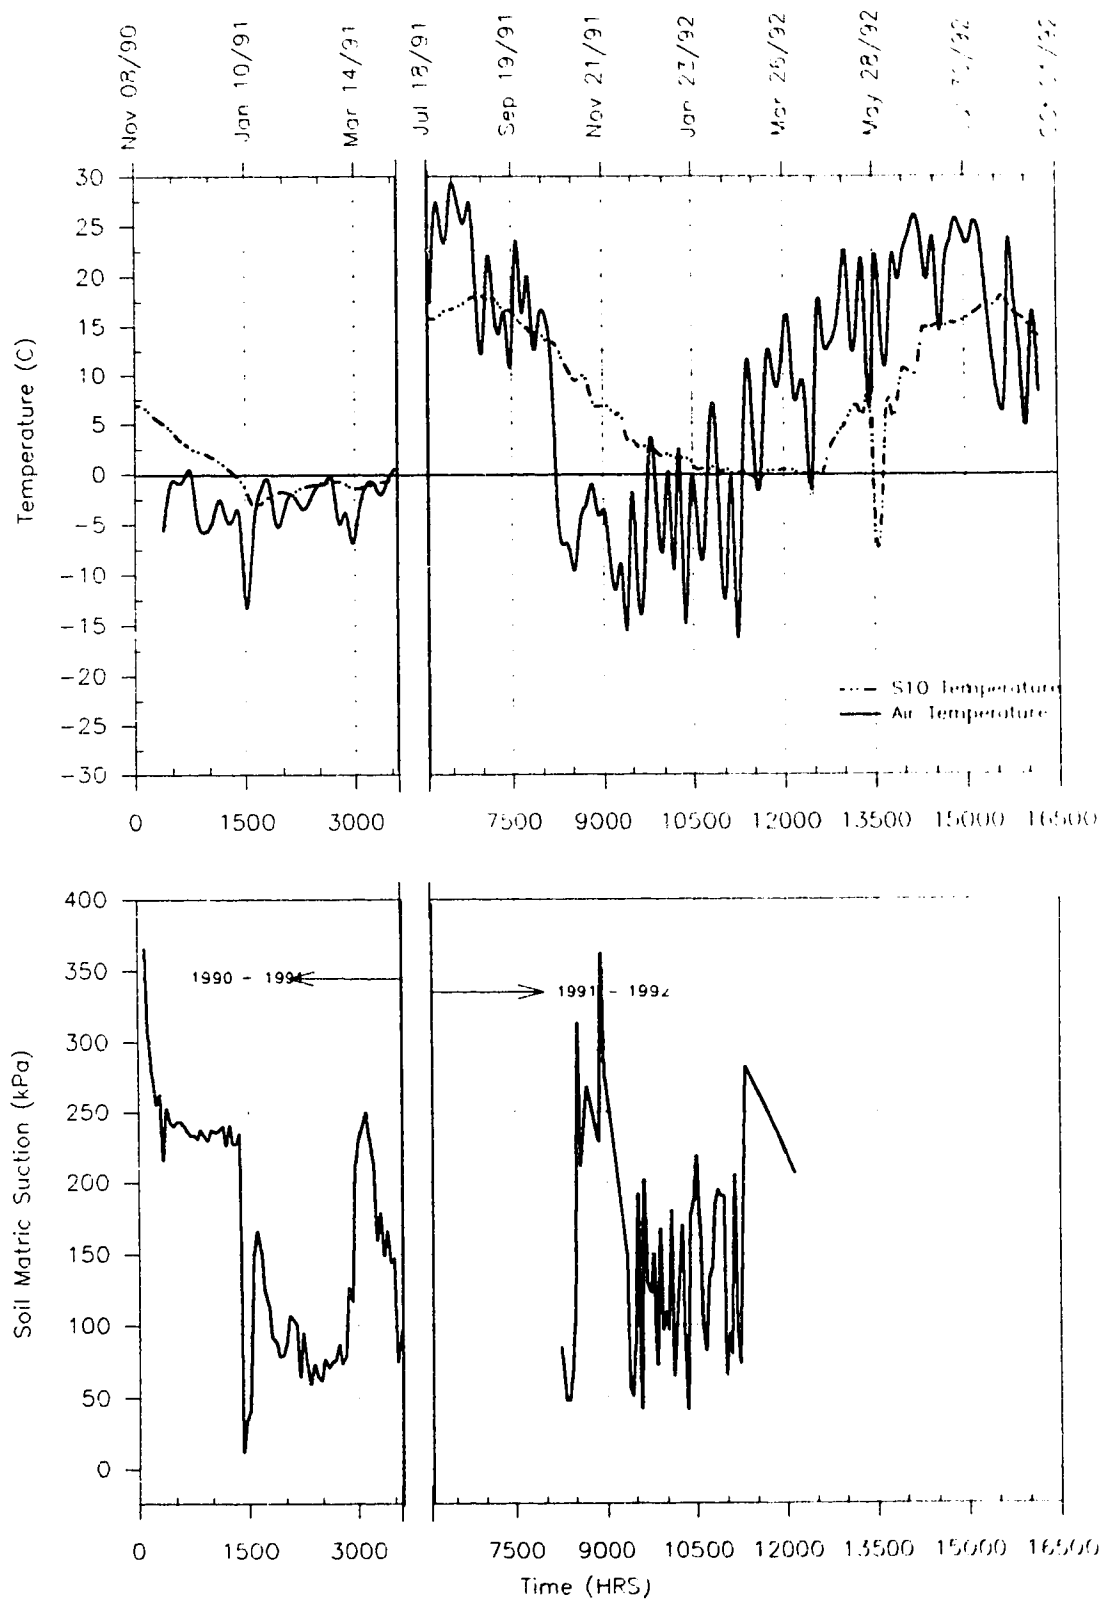 Nov 08/90
Jan 10/91
Mar 14/91
Jul 18/91
Sep 19/91
Nov 21/91
Jan 23/92
Mar 26/92
May 28/92
Temperature (C)
30
25
20
15
10
5
0
-5
-10
-15
-20
-25
-30
S10 Temperature
Air Temperature
0 1500 3000 7500 9000 10500 12000 13500 15000 16500
Soil Matric Suction (kPa)
400
350
300
250
200
150
100
50
0
1990 - 1991
1991 - 1992
0 1500 3000 7500 9000 10500 12000 13500 15000 16500
Time (HRS)